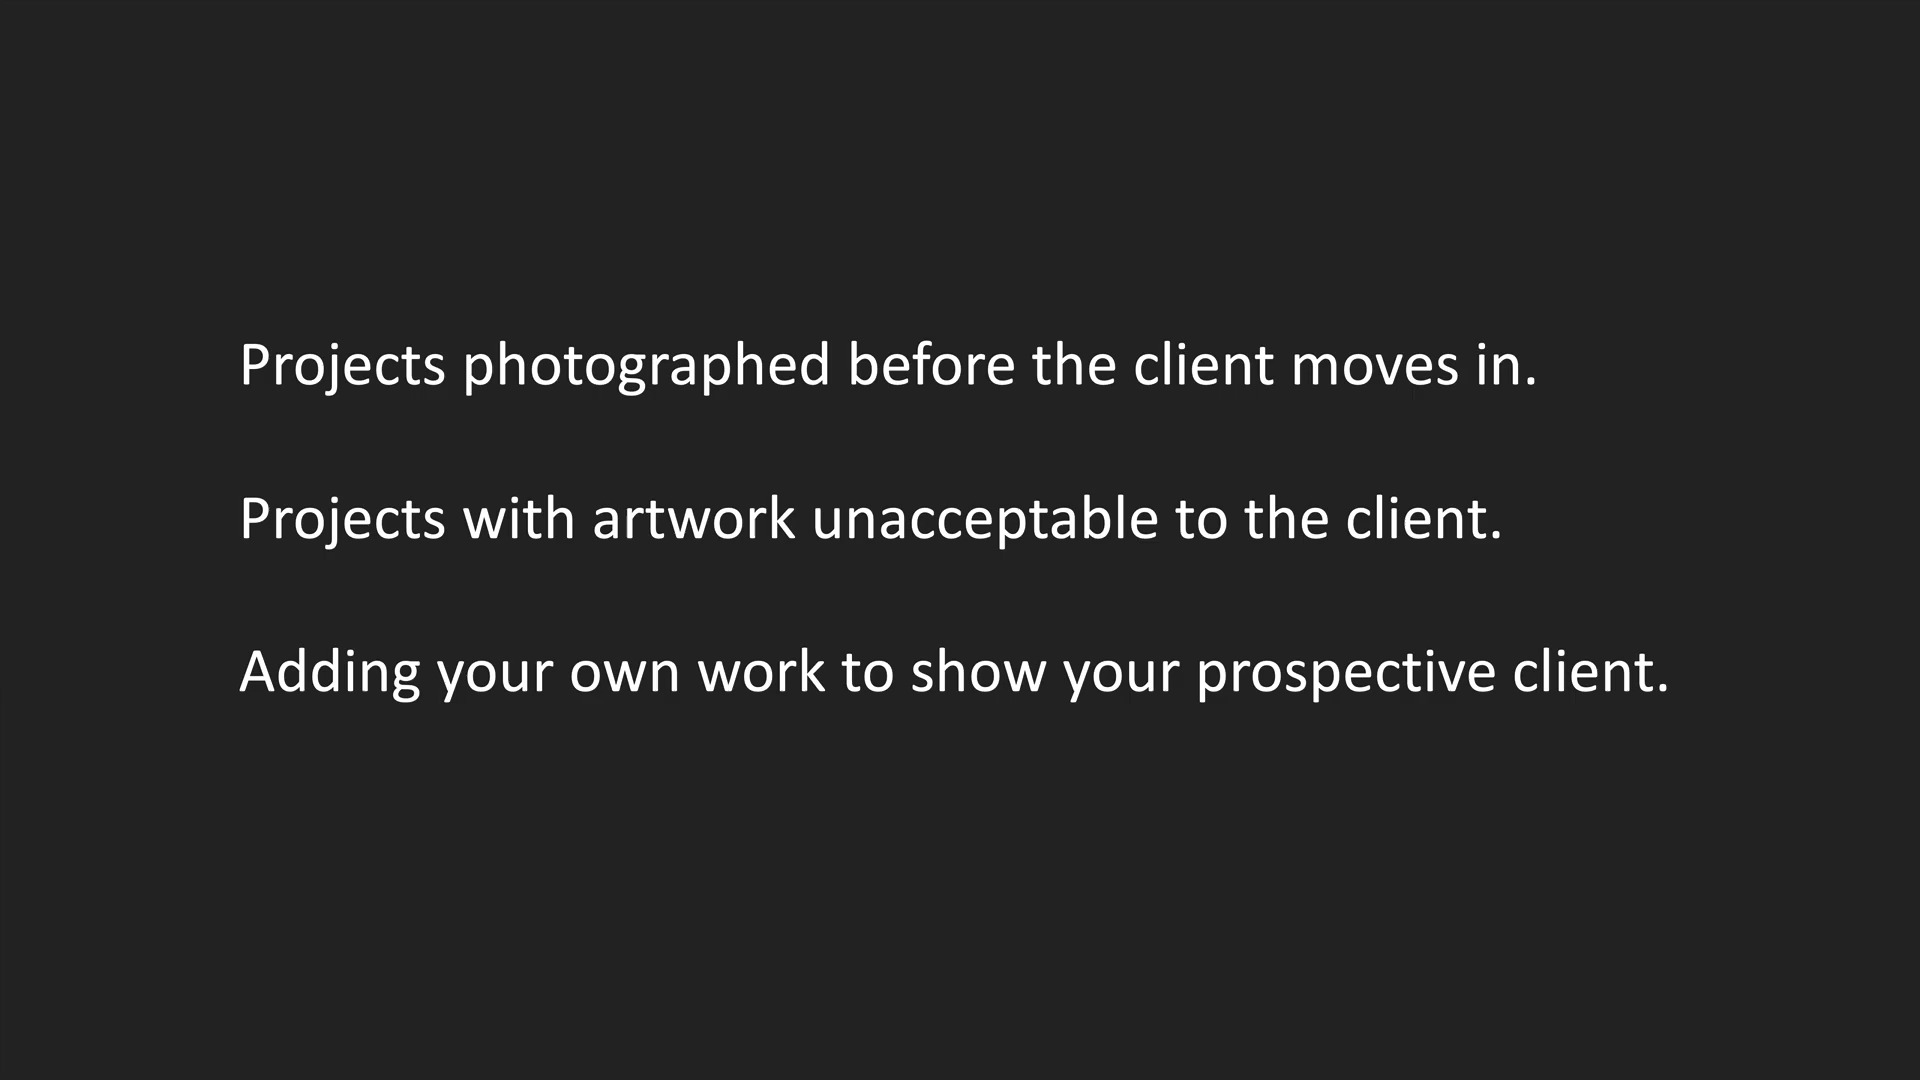 Projects photographed before the client moves in.
Projects with artwork unacceptable to the client.
Adding your own work to show your prospective client.